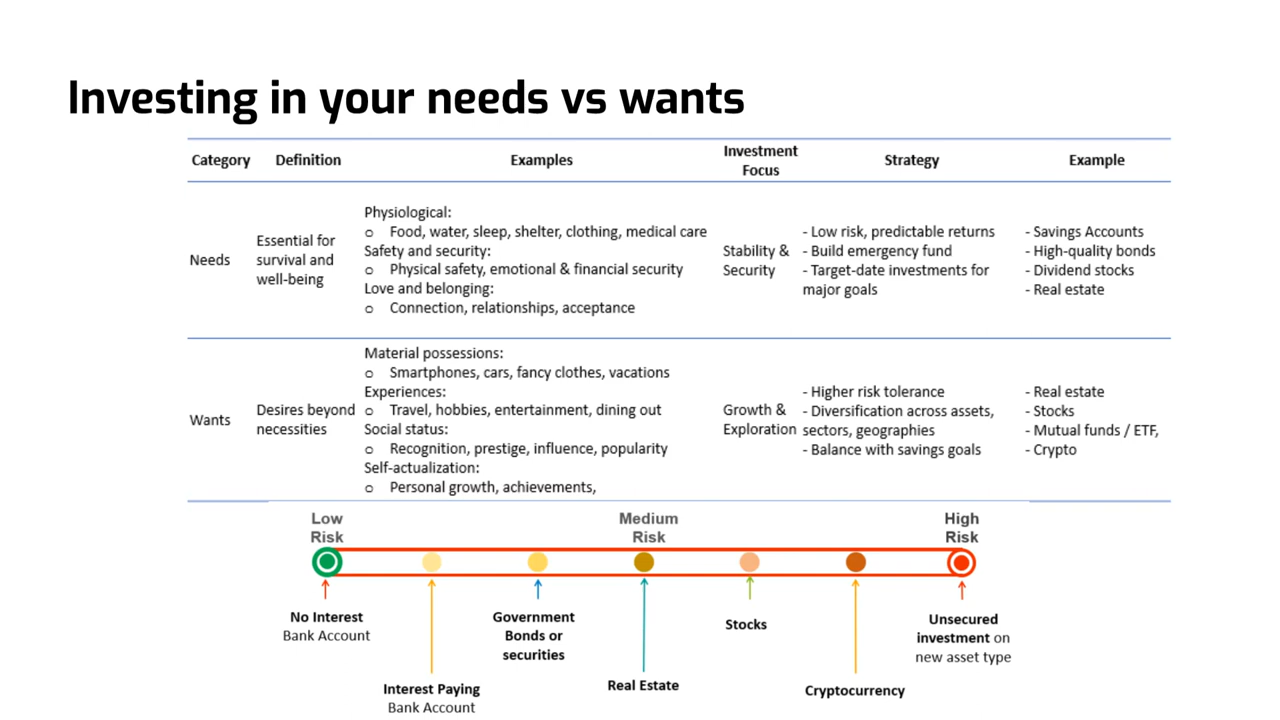 Investing in your needs vs wants
Category Definition Examples Investment Focus Strategy Example
Needs
Essential for
survival and
well-being
Physiological:
o Food, water, sleep, shelter, clothing, medical care
Safety and security:
o Physical safety, emotional & financial security
Love and belonging:
o Connection, relationships, acceptance
Stability &
Security
- Low risk, predictable returns
- Build emergency fund
- Target-date investments for
major goals
- Savings Accounts
- High-quality bonds
- Dividend stocks
- Real estate
Wants
Desires beyond
necessities
Material possessions:
o Smartphones, cars, fancy clothes, vacations
Experiences:
o Travel, hobbies, entertainment, dining out
Social status:
o Recognition, prestige, influence, popularity
Self-actualization:
o Personal growth, achievements,
Growth &
Exploration
- Higher risk tolerance
- Diversification across assets,
sectors, geographies
- Balance with savings goals
- Real estate
- Stocks
- Mutual funds / ETF,
- Crypto
Low
Risk
Medium
Risk
High
Risk
No Interest
Bank Account
Interest Paying
Bank Account
Government
Bonds or
securities
Real Estate
Stocks
Cryptocurrency
Unsecured
investment on
new asset type